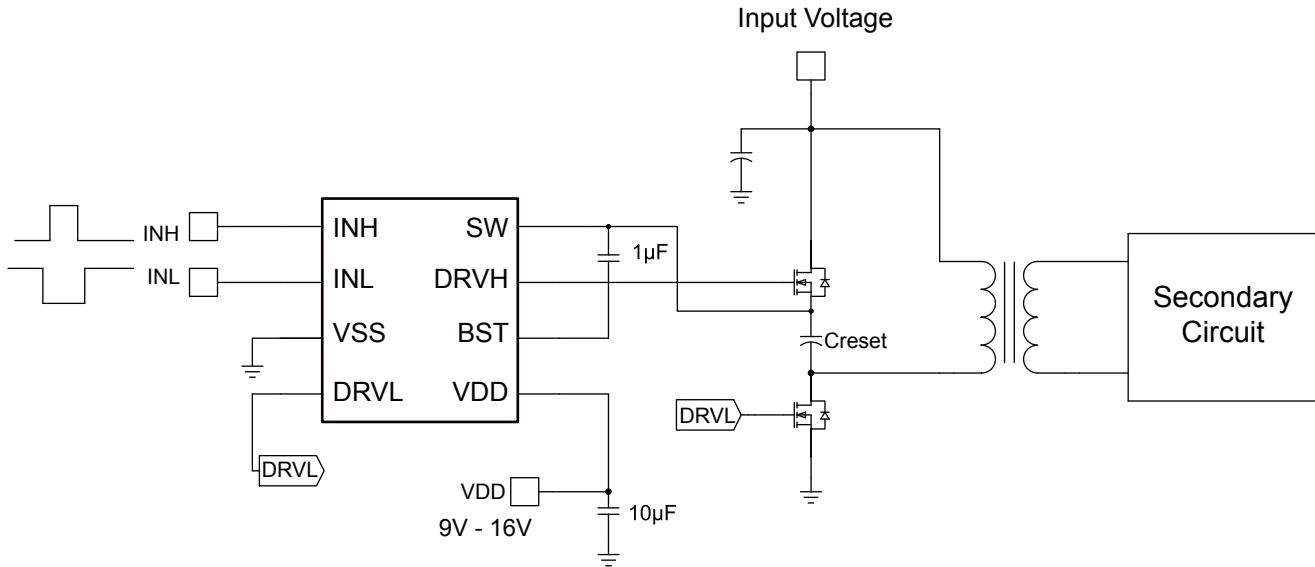 Input Voltage
INH
INH
SW
1µF
INL
INL
DRVH
VSS
BST
Creset
DRVL
VDD
DRVL
DRVL
VDD
9V - 16V
10µF
Secondary
Circuit